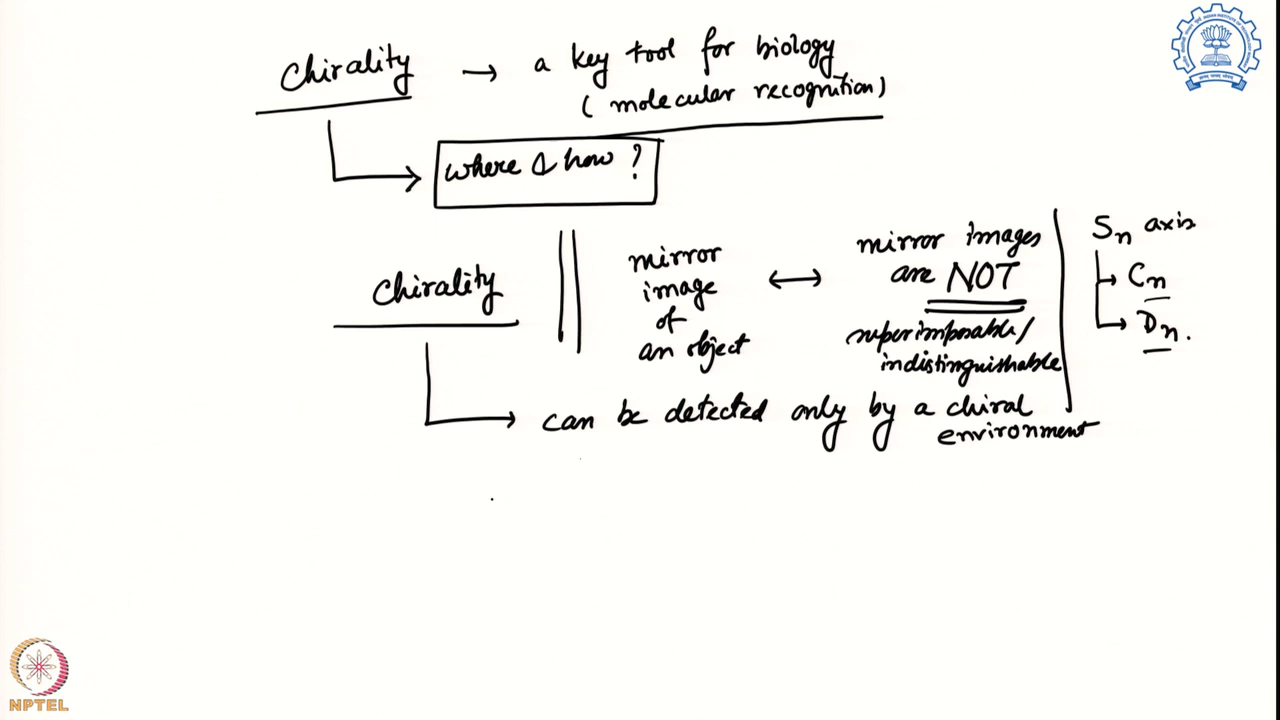 Chirality → a key tool for biology
( molecular recognition )
where & how ?
Chirality
mirror
image
of
an object
↔
mirror images
are NOT
superimposable/
indistinguishable
Sn axis
Cn
Dn.
can be detected only by a chiral
environment
NPTEL